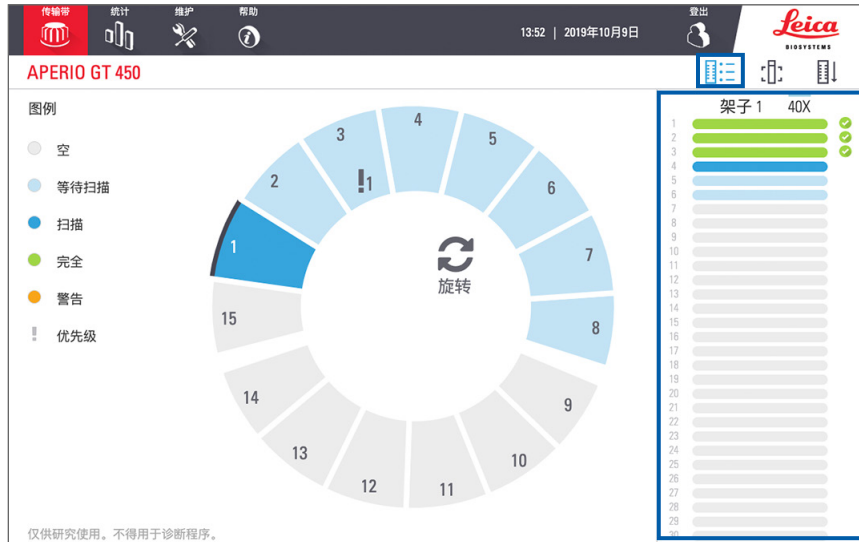 传输带
统计
维护
帮助
13:52 | 2019年10月9日
登出
Leica
BIOSYSTEMS
APERIO GT 450
图例
空
等待扫描
扫描
完全
警告
优先级
1
2
3
!1
4
5
6
7
8
9
10
11
12
13
14
15
旋转
架子 1 40X
1
2
3
4
5
6
7
8
9
10
11
12
13
14
15
16
17
18
19
20
21
22
23
24
25
26
27
28
29
30
仅供研究使用。不得用于诊断程序。